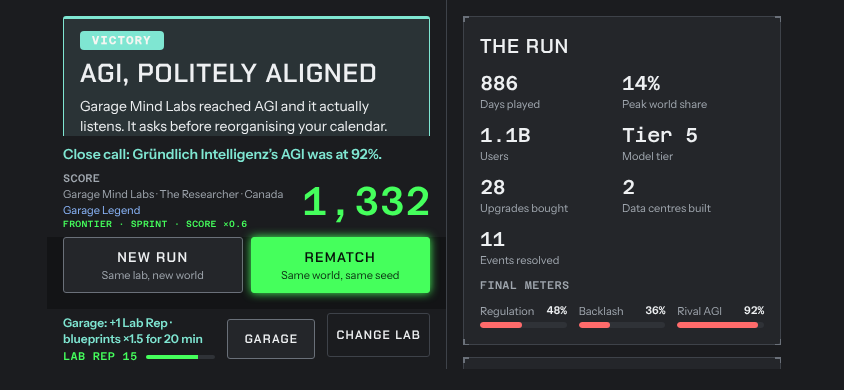 VICTORY
AGI, POLITELY ALIGNED
Garage Mind Labs reached AGI and it actually
listens. It asks before reorganising your calendar.
Close call: Gründlich Intelligenz's AGI was at 92%.
SCORE
Garage Mind Labs · The Researcher · Canada
Garage Legend
FRONTIER · SPRINT · SCORE ×0.6
1,332
NEW RUN
Same lab, new world
REMATCH
Same world, same seed
Garage: +1 Lab Rep ·
blueprints ×1.5 for 20 min
LAB REP 15
GARAGE
CHANGE LAB
THE RUN
886
Days played
14%
Peak world share
1.1B
Users
Tier 5
Model tier
28
Upgrades bought
2
Data centres built
11
Events resolved
FINAL METERS
Regulation 48%
Backlash 36%
Rival AGI 92%